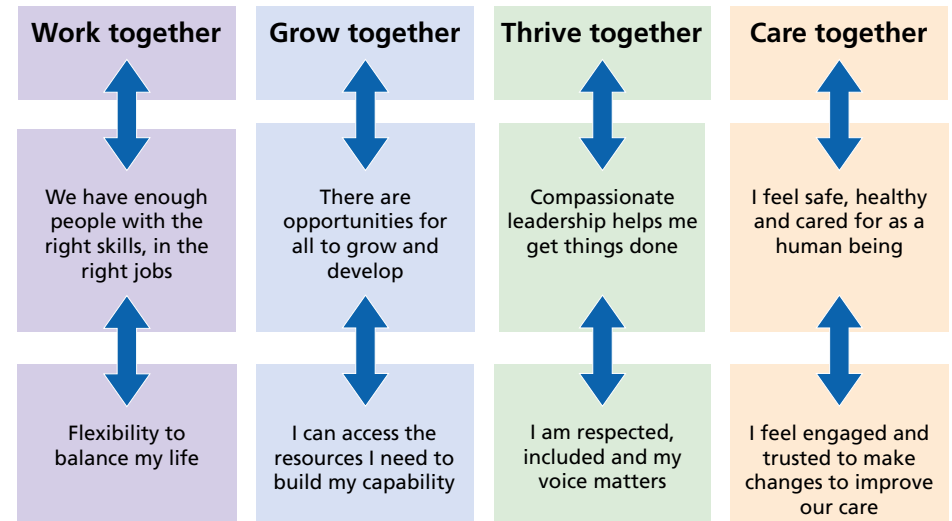 Work together
We have enough
people with the
right skills, in the
right jobs
Flexibility to
balance my life
Grow together
There are
opportunities for
all to grow and
develop
I can access the
resources I need to
build my capability
Thrive together
Compassionate
leadership helps me
get things done
I am respected,
included and my
voice matters
Care together
I feel safe, healthy
and cared for as a
human being
I feel engaged and
trusted to make
changes to improve
our care